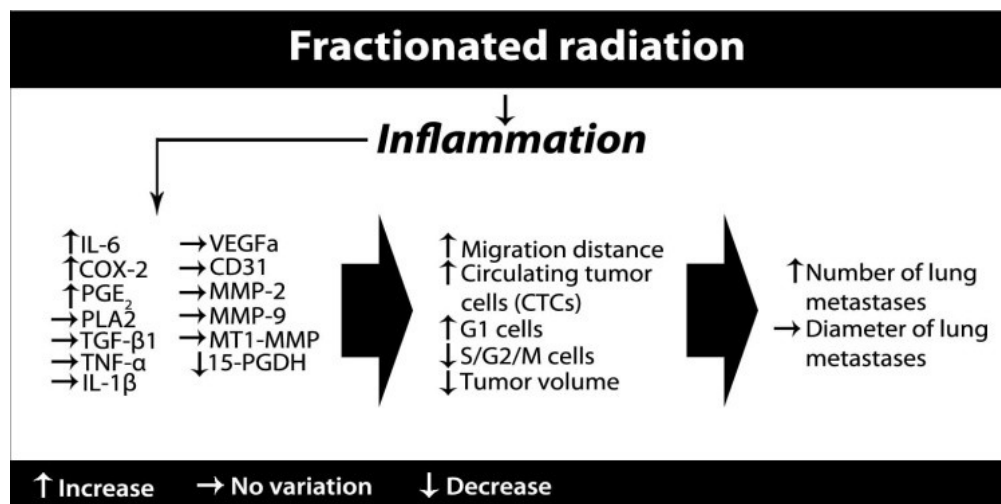 Fractionated radiation
↓
Inflammation
↑IL-6
↑COX-2
↑PGE₂
→PLA2
→TGF-β1
→TNF-α
→IL-1β
→VEGFa
→CD31
→MMP-2
→MMP-9
→MT1-MMP
↓15-PGDH
↑Migration distance
↑Circulating tumor
cells (CTCs)
↑G1 cells
↓S/G2/M cells
↓Tumor volume
↑Number of lung
metastases
→Diameter of lung
metastases
↑ Increase → No variation ↓ Decrease